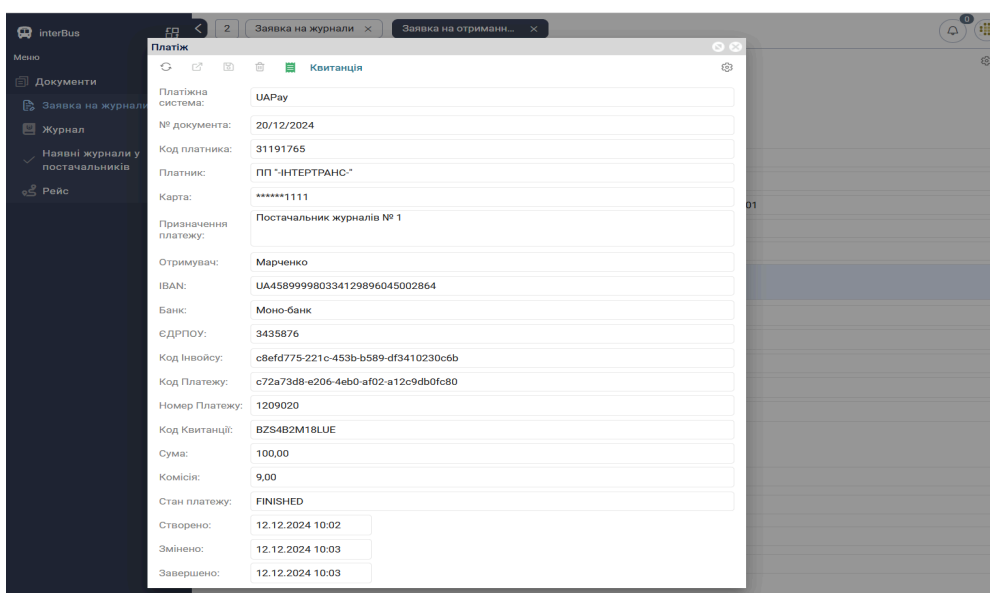 interBus
2
Заявка на журнали ×
Заявка на отриманн... ×
0
Меню
Документи
Заявка на журнали
Журнал
Наявні журнали у
постачальників
Рейс
Платіж
Квитанція
Платіжна
система:
UAPay
№ документа:
20/12/2024
Код платника:
31191765
Платник:
ПП "-ІНТЕРТРАНС-"
Карта:
******1111
Призначення
платежу:
Постачальник журналів № 1
Отримувач:
Марченко
IBAN:
UA458999980334129896045002864
Банк:
Моно-банк
ЄДРПОУ:
3435876
Код Інвойсу:
c8efd775-221c-453b-b589-df3410230c6b
Код Платежу:
c72a73d8-e206-4eb0-af02-a12c9db0fc80
Номер Платежу:
1209020
Код Квитанції:
BZS4B2M18LUE
Сума:
100,00
Комісія:
9,00
Стан платежу:
FINISHED
Створено:
12.12.2024 10:02
Змінено:
12.12.2024 10:03
Завершено:
12.12.2024 10:03
01